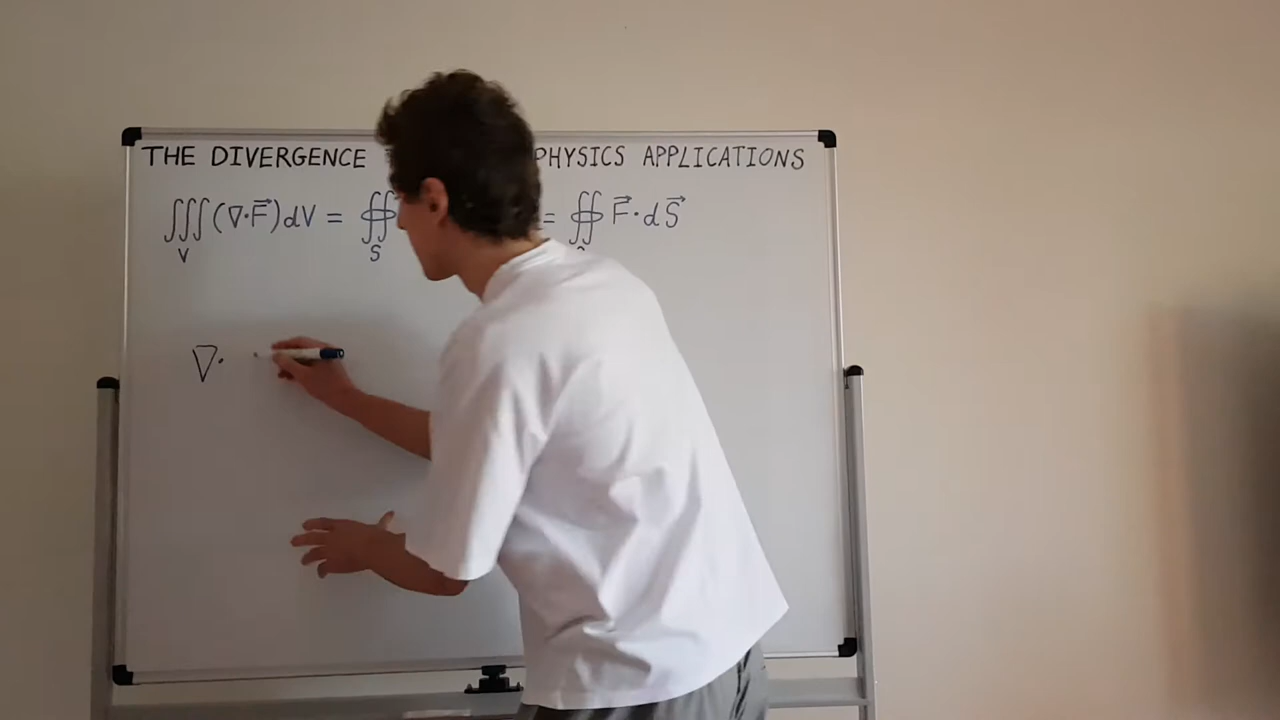 THE DIVERGENCE PHYSICS APPLICATIONS
∭(∇·F⃗)dV = ∯ = ∯ F⃗·dS⃗
V S
∇·